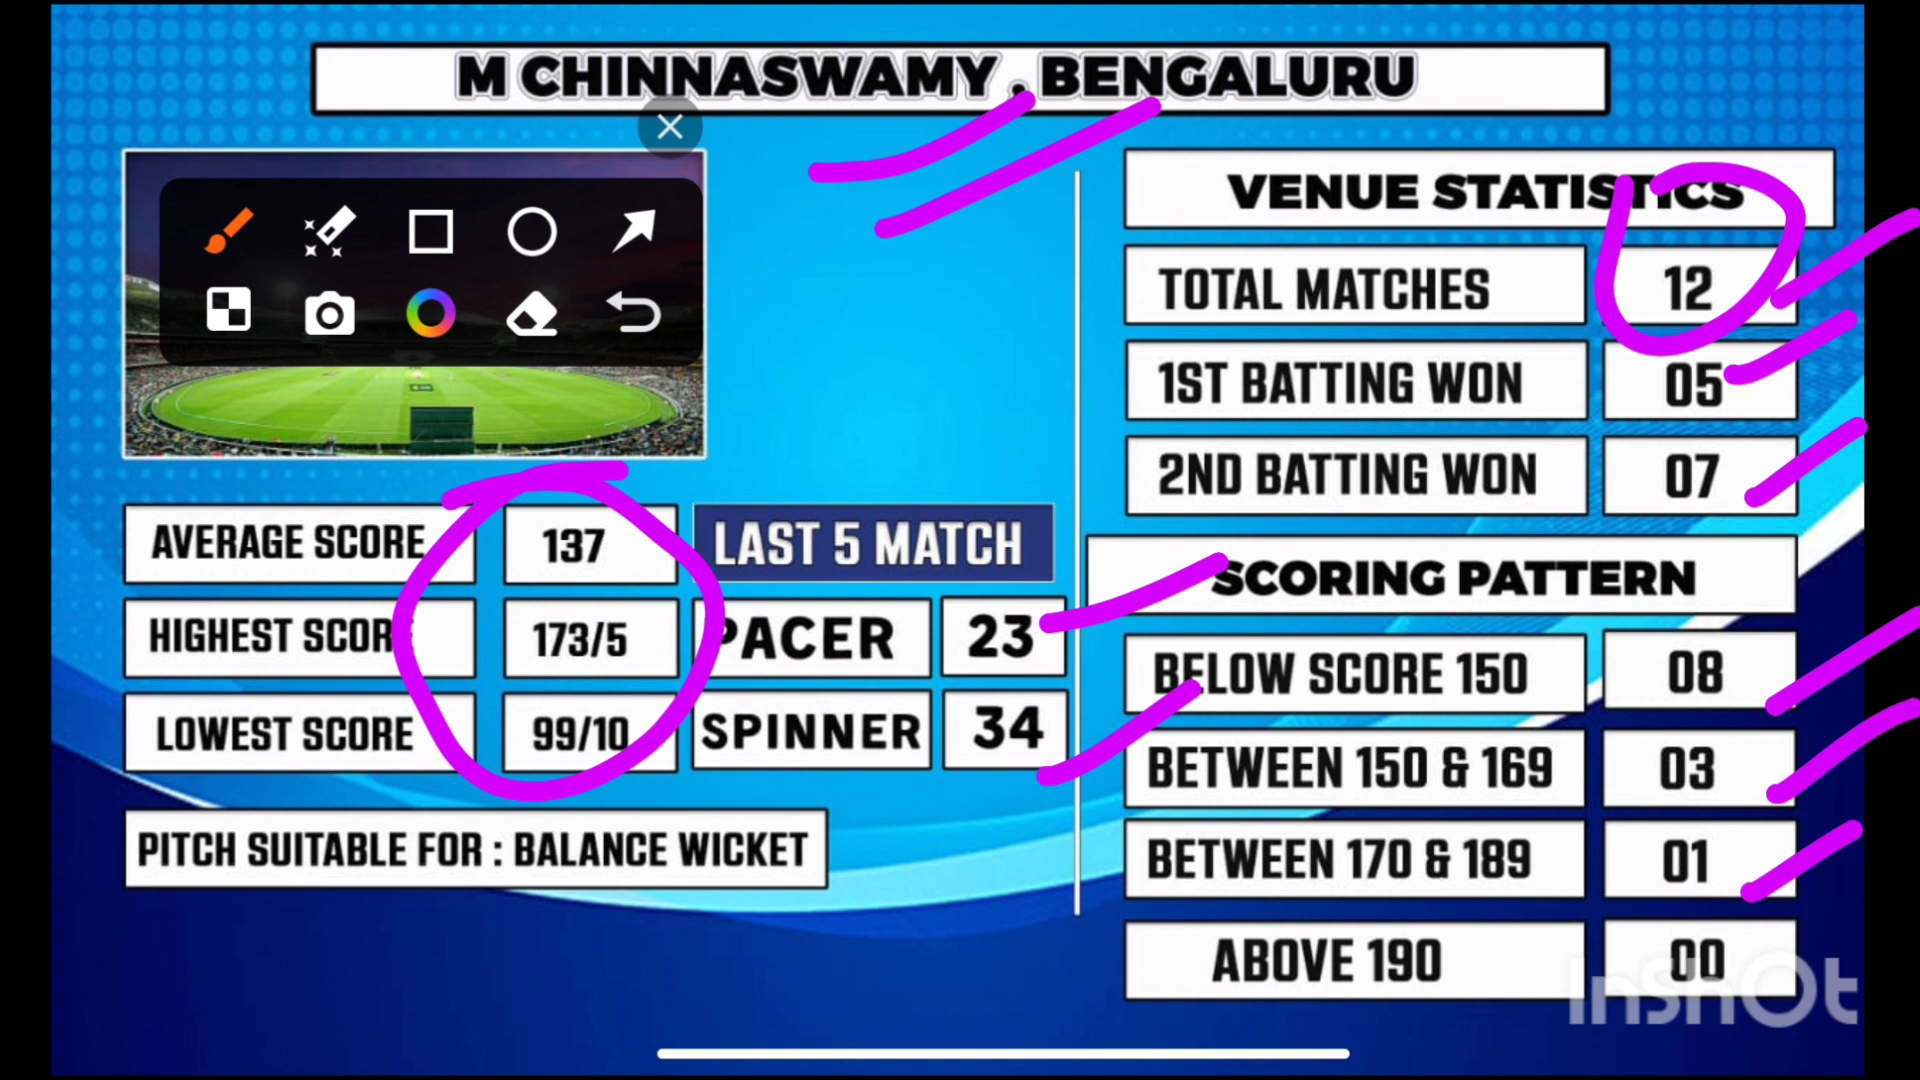 M CHINNASWAMY . BENGALURU
AVERAGE SCORE 137
HIGHEST SCORE 173/5
LOWEST SCORE 99/10
LAST 5 MATCH
PACER 23
SPINNER 34
PITCH SUITABLE FOR : BALANCE WICKET
VENUE STATISTICS
TOTAL MATCHES 12
1ST BATTING WON 05
2ND BATTING WON 07
SCORING PATTERN
BELOW SCORE 150 08
BETWEEN 150 & 169 03
BETWEEN 170 & 189 01
ABOVE 190 00
InShOt